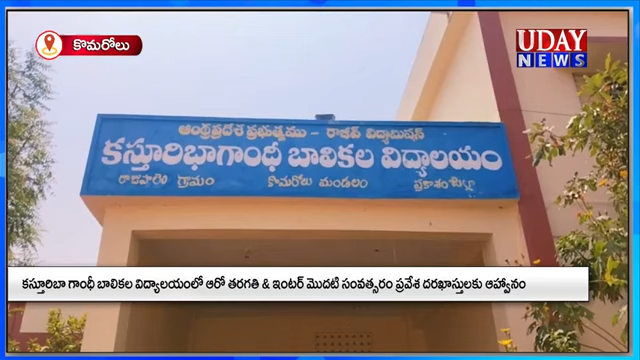 కొమరోలు
UDAY
NEWS
ఆంధ్రప్రదేశ ప్రభుత్వము - రాజీవ్ విద్యామిషన్
కస్తూరిభాగాంధీ బాలికల విద్యాలయం
గ్రామం కొమరోలు మండలం ప్రకాశం జిల్లా
కస్తూరిబా గాంధీ బాలికల విద్యాలయంలో ఆరో తరగతి & ఇంటర్ మొదటి సంవత్సరం ప్రవేశ దరఖాస్తులకు ఆహ్వానం